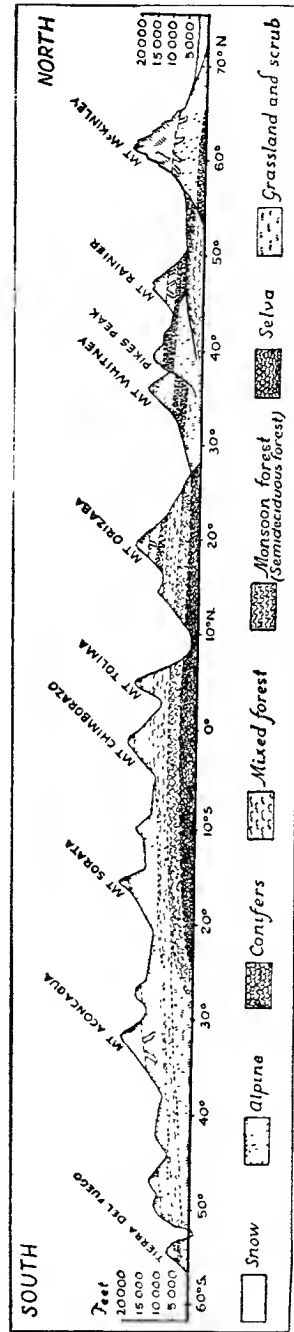 SOUTH
NORTH
Feet
20000
15000
10000
5000
TIERRA DEL FUEGO
MT ACONCAGUA
MT SORATA
MT CHIMBORAZO
MT TOLIMA
MT ORIZABA
MT WHITNEY
PIKES PEAK
MT RAINIER
MT McKINLEY
20000
15000
10000
5000
60°S. 50° 40° 30° 20° 10°S 0° 10°N. 20° 30° 40° 50° 60° 70°N
Snow
Alpine
Conifers
Mixed forest
Monsoon forest
(Semideciduous forest)
Selva
Grassland and scrub